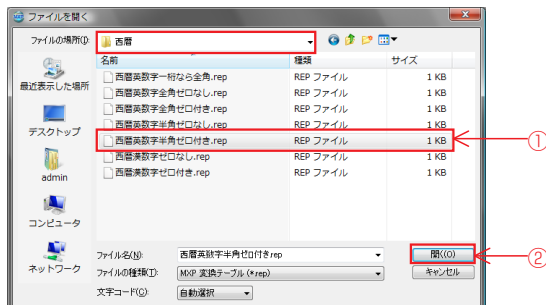 ファイルを開く
ファイルの場所(I): 西暦
名前 種類 サイズ
西暦英数字一桁なら全角.rep REP ファイル 1 KB
西暦英数字全角ゼロなし.rep REP ファイル 1 KB
西暦英数字全角ゼロ付き.rep REP ファイル 1 KB
西暦英数字半角ゼロなし.rep REP ファイル 1 KB
西暦英数字半角ゼロ付き.rep REP ファイル 1 KB ①
西暦漢数字ゼロなし.rep REP ファイル 1 KB
西暦漢数字ゼロ付き.rep REP ファイル 1 KB
最近表示した場所
デスクトップ
admin
コンピュータ
ネットワーク
ファイル名(N): 西暦英数字半角ゼロ付き.rep 開く(O) ②
ファイルの種類(T): MXP 変換テーブル (*.rep) キャンセル
文字コード(C): 自動選択